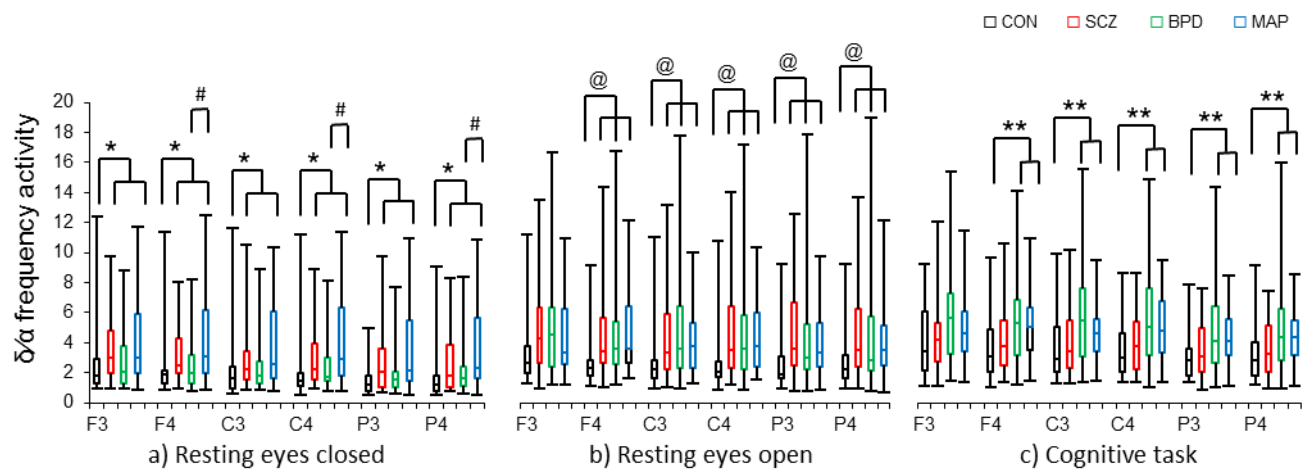 CON SCZ BPD MAP
δ/α frequency activity
20
18
16
14
12
10
8
6
4
2
0
* * # * * # * * #
@ @ @ @ @
** ** ** ** **
F3 F4 C3 C4 P3 P4
F3 F4 C3 C4 P3 P4
F3 F4 C3 C4 P3 P4
a) Resting eyes closed
b) Resting eyes open
c) Cognitive task